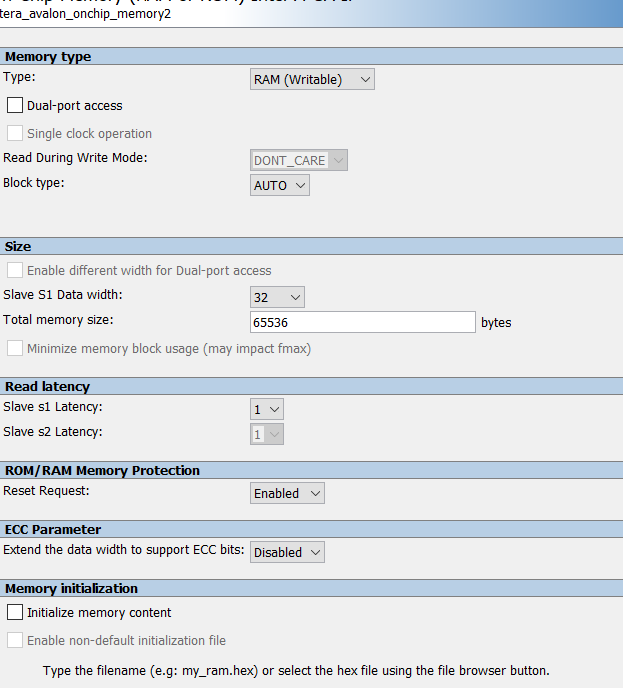 tera_avalon_onchip_memory2
Memory type
Type: RAM (Writable)
Dual-port access
Single clock operation
Read During Write Mode: DONT_CARE
Block type: AUTO
Size
Enable different width for Dual-port access
Slave S1 Data width: 32
Total memory size: 65536 bytes
Minimize memory block usage (may impact fmax)
Read latency
Slave s1 Latency: 1
Slave s2 Latency: 1
ROM/RAM Memory Protection
Reset Request: Enabled
ECC Parameter
Extend the data width to support ECC bits: Disabled
Memory initialization
Initialize memory content
Enable non-default initialization file
Type the filename (e.g: my_ram.hex) or select the hex file using the file browser button.